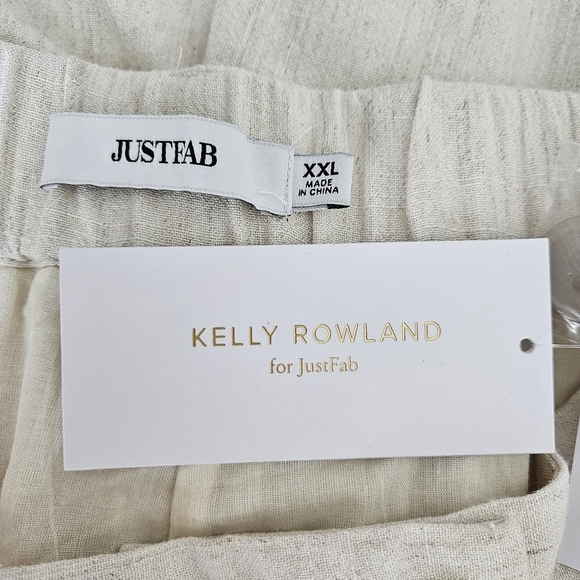 JUSTFAB
XXL
MADE
IN CHINA
KELLY ROWLAND
for JustFab